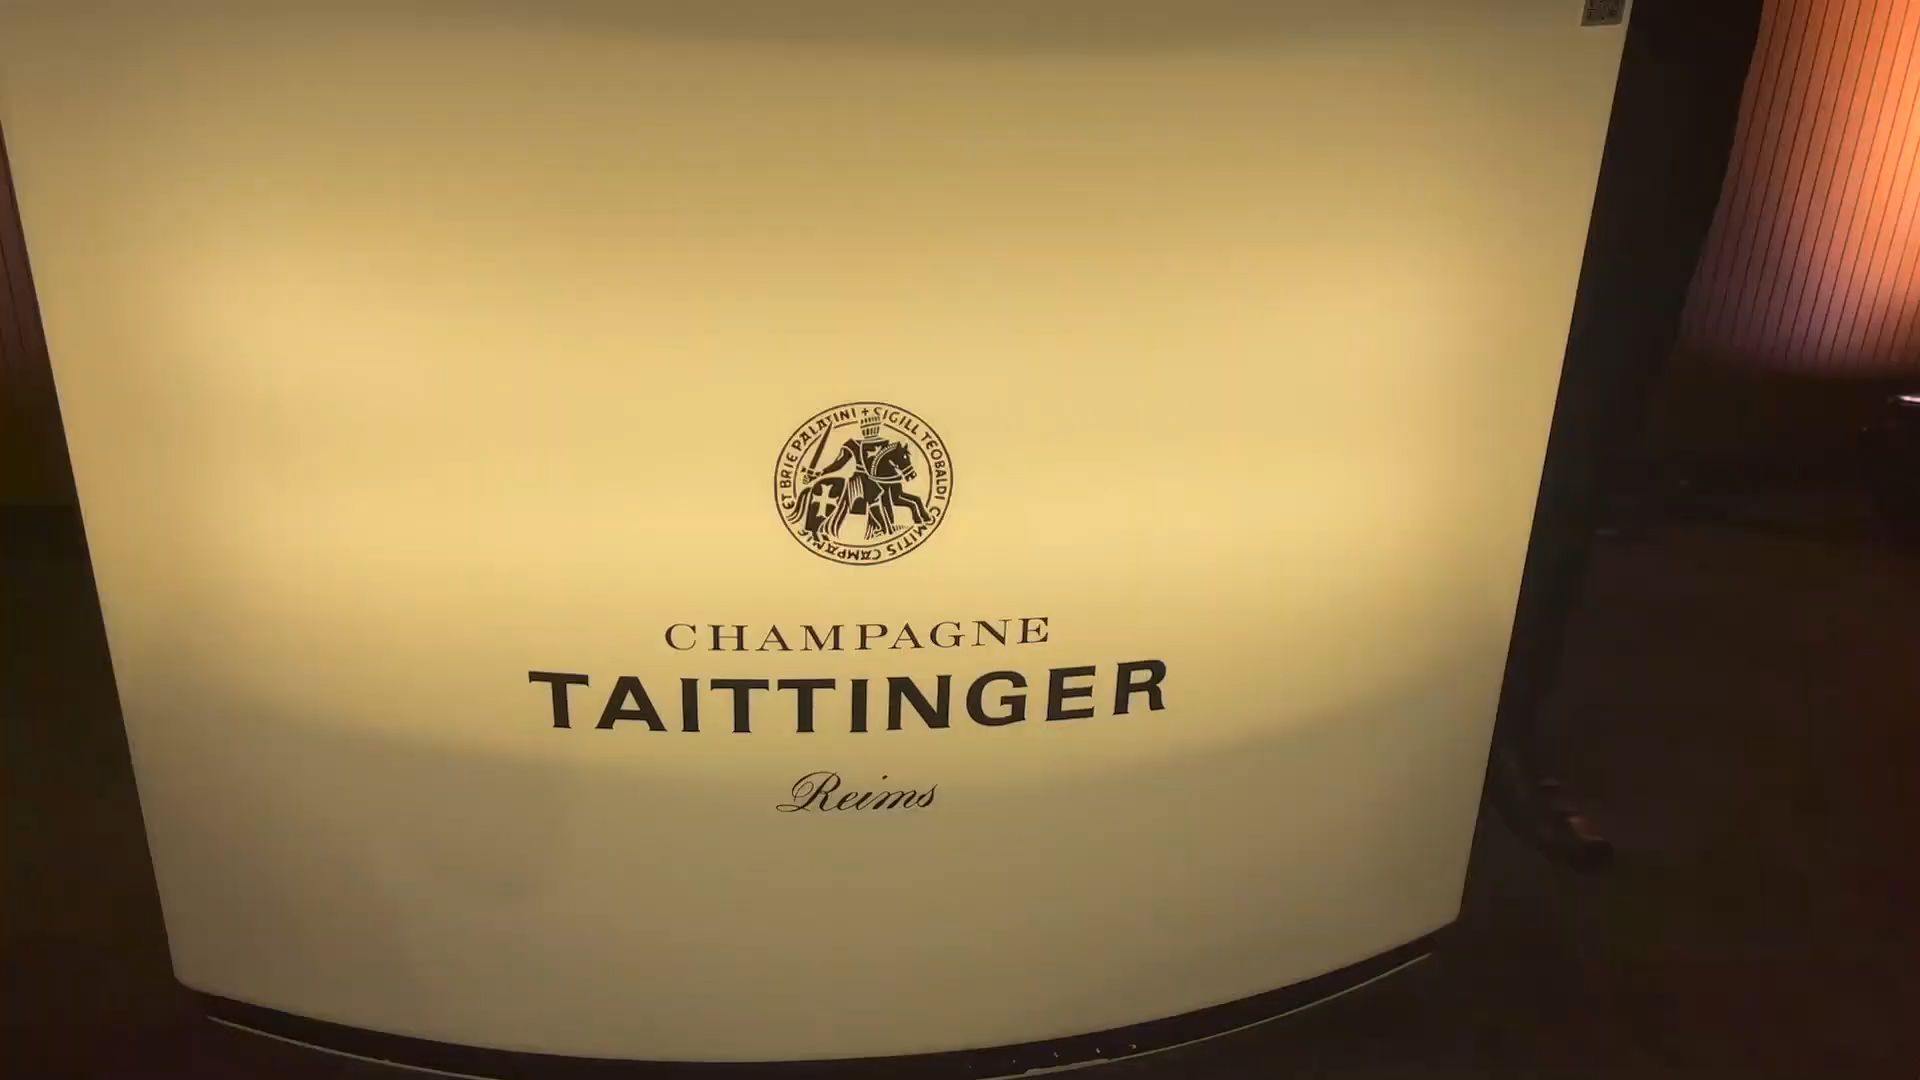 + SIGILL TEOBALDI COMITIS CAMPANIE ET BRIE PALATINI
CHAMPAGNE
TAITTINGER
Reims